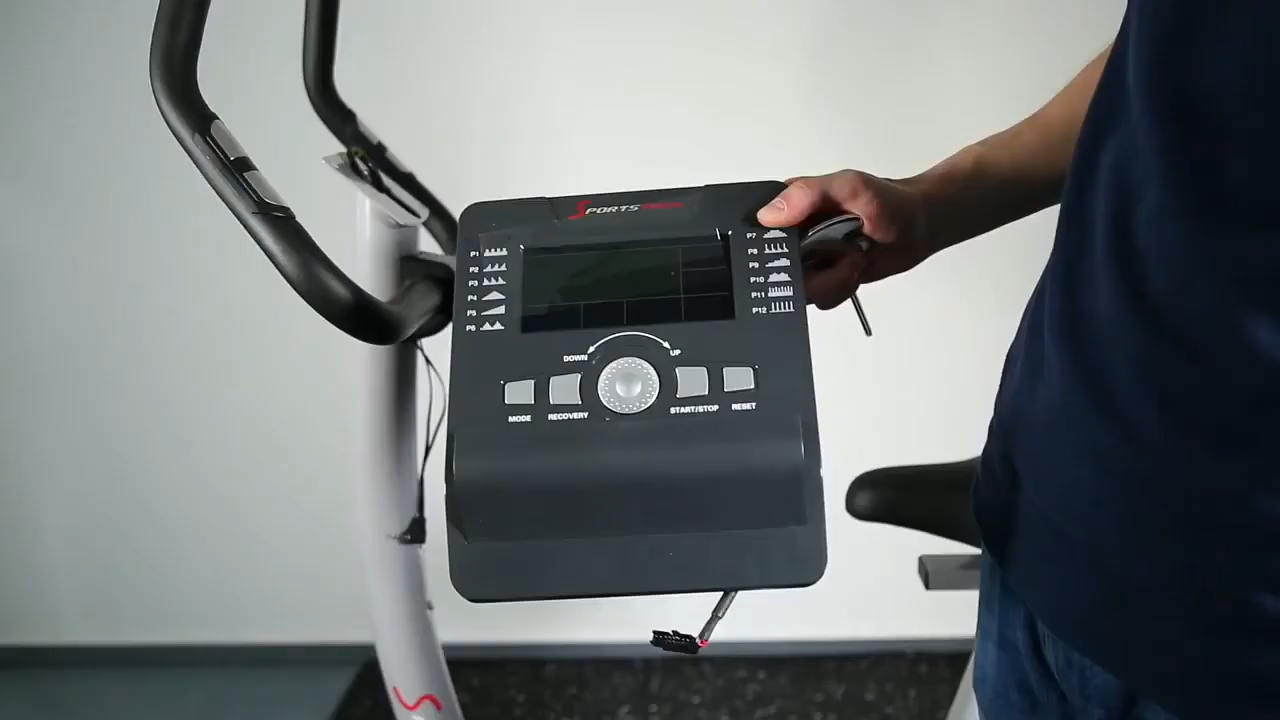 SPORTSTECH
P1
P2
P3
P4
P5
P6
P7
P8
P9
P10
P11
P12
DOWN UP
MODE RECOVERY START/STOP RESET